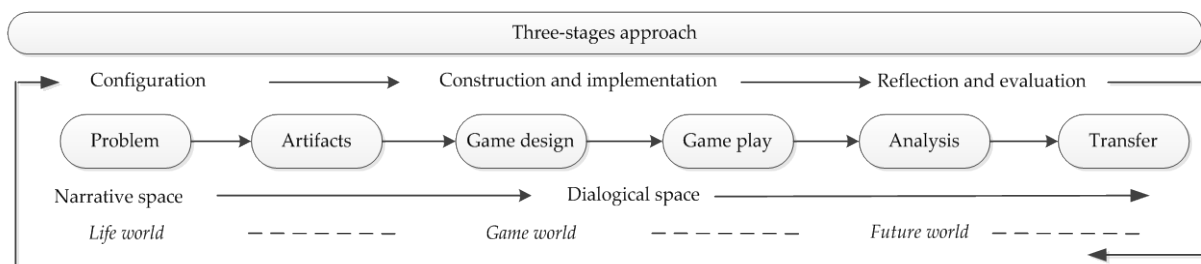 Three-stages approach
Configuration Construction and implementation Reflection and evaluation
Problem Artifacts Game design Game play Analysis Transfer
Narrative space Dialogical space
Life world Game world Future world